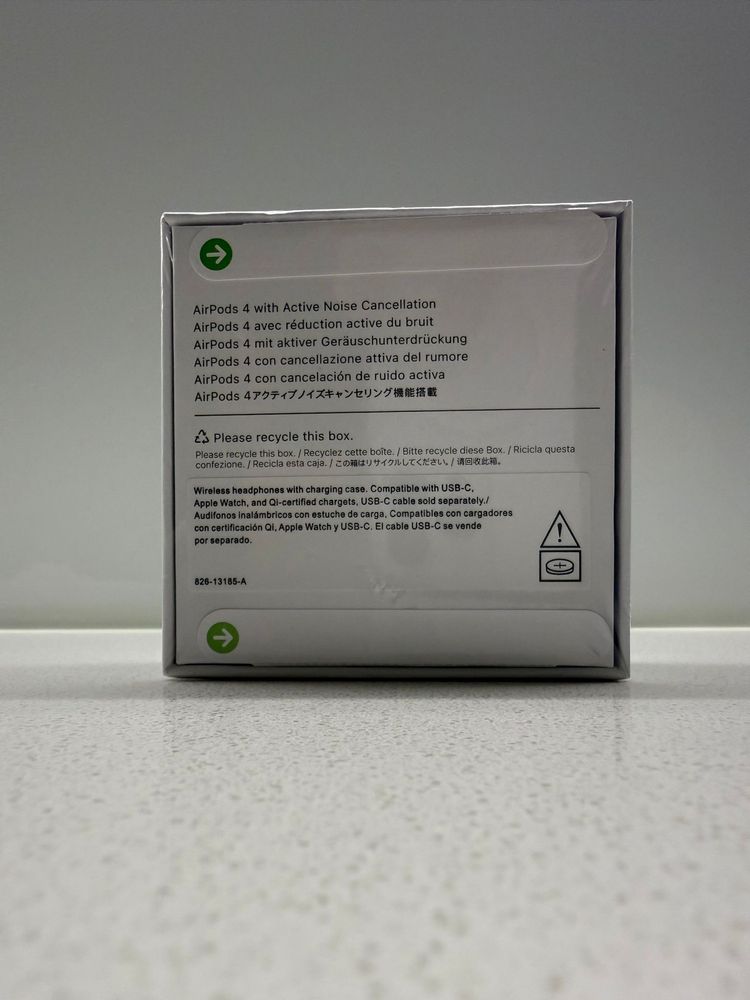 AirPods 4 with Active Noise Cancellation
AirPods 4 avec réduction active du bruit
AirPods 4 mit aktiver Geräuschunterdrückung
AirPods 4 con cancellazione attiva del rumore
AirPods 4 con cancelación de ruido activa
AirPods 4アクティブノイズキャンセリング機能搭載
Please recycle this box.
Please recycle this box. / Recyclez cette boîte. / Bitte recycle diese Box. / Ricicla questa
confezione. / Recicla esta caja. / この箱はリサイクルしてください。/ 请回收此箱。
Wireless headphones with charging case. Compatible with USB-C,
Apple Watch, and Qi-certified chargets, USB-C cable sold separately./
Audífonos inalámbricos con estuche de carga, Compatibles con cargadores
con certificación Qi, Apple Watch y USB-C. El cable USB-C se vende
por separado.
826-13185-A